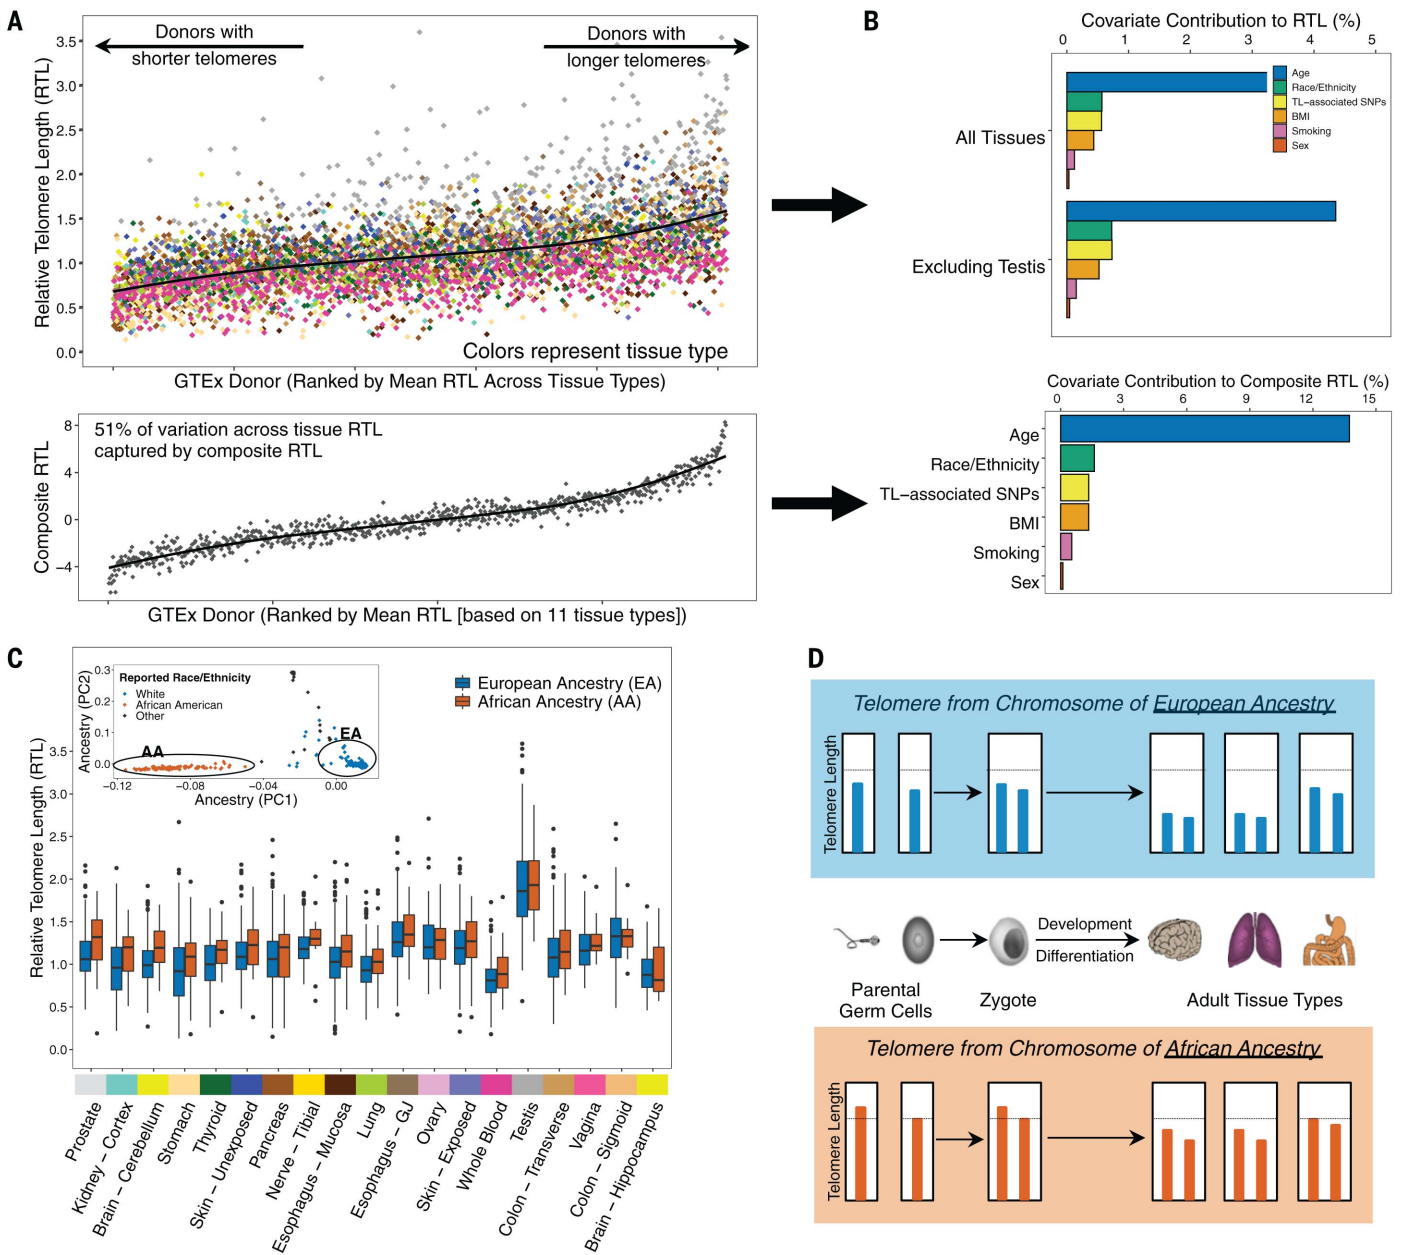 A
Donors with
shorter telomeres
Donors with
longer telomeres
Relative Telomere Length (RTL)
3.5
3.0
2.5
2.0
1.5
1.0
0.5
0.0
Colors represent tissue type
GTEx Donor (Ranked by Mean RTL Across Tissue Types)
51% of variation across tissue RTL
captured by composite RTL
Composite RTL
8
4
0
−4
GTEx Donor (Ranked by Mean RTL [based on 11 tissue types])
B
Covariate Contribution to RTL (%)
0 1 2 3 4 5
Age
Race/Ethnicity
TL−associated SNPs
BMI
Smoking
Sex
All Tissues
Excluding Testis
Covariate Contribution to Composite RTL (%)
0 3 6 9 12 15
Age
Race/Ethnicity
TL−associated SNPs
BMI
Smoking
Sex
C
Reported Race/Ethnicity
White
African American
Other
AA
EA
Ancestry (PC2)
0.3
0.2
0.1
0.0
−0.12 −0.08 −0.04 0.00
Ancestry (PC1)
European Ancestry (EA)
African Ancestry (AA)
Relative Telomere Length (RTL)
3.5
3.0
2.5
2.0
1.5
1.0
0.5
0.0
Prostate
Kidney − Cortex
Brain − Cerebellum
Stomach
Thyroid
Skin − Unexposed
Pancreas
Nerve − Tibial
Esophagus − Mucosa
Lung
Esophagus − GJ
Ovary
Skin − Exposed
Whole Blood
Testis
Colon − Transverse
Vagina
Colon − Sigmoid
Brain − Hippocampus
D
Telomere from Chromosome of European Ancestry
Telomere Length
Development
Differentiation
Parental
Germ Cells
Zygote
Adult Tissue Types
Telomere from Chromosome of African Ancestry
Telomere Length